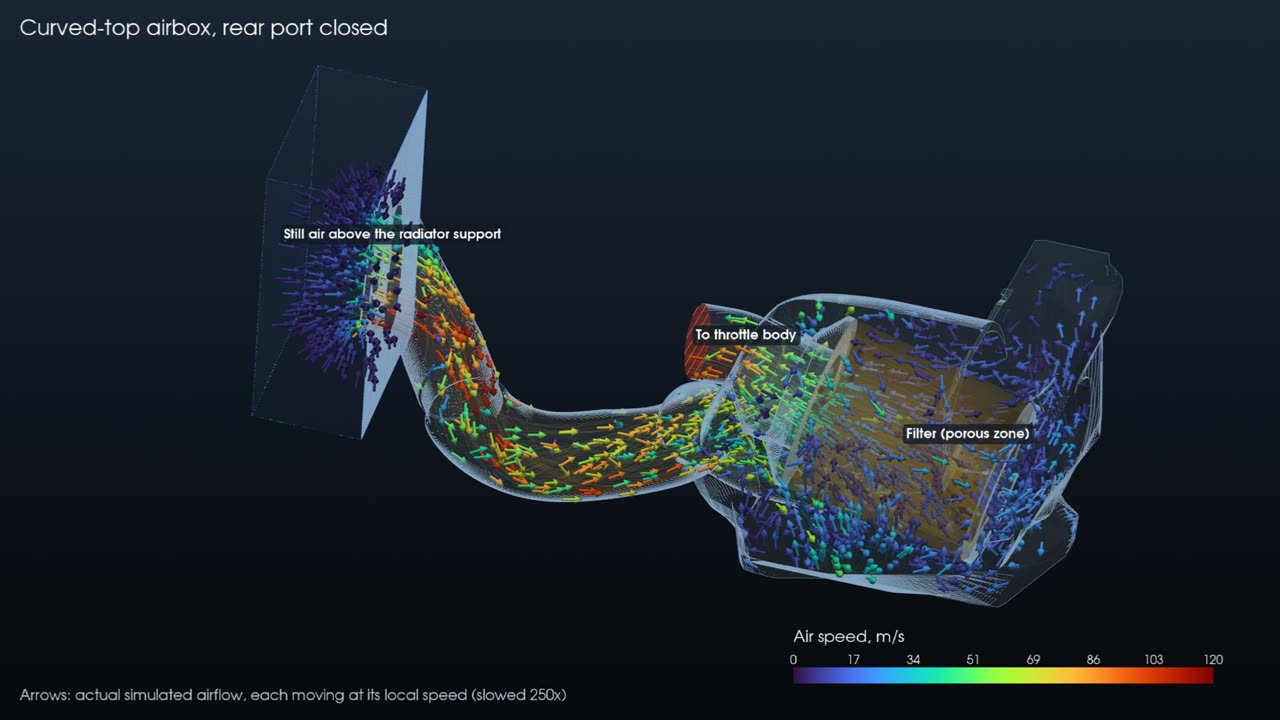 Curved-top airbox, rear port closed
Still air above the radiator support
To throttle body
Filter (porous zone)
Air speed, m/s
0 17 34 51 69 86 103 120
Arrows: actual simulated airflow, each moving at its local speed (slowed 250x)